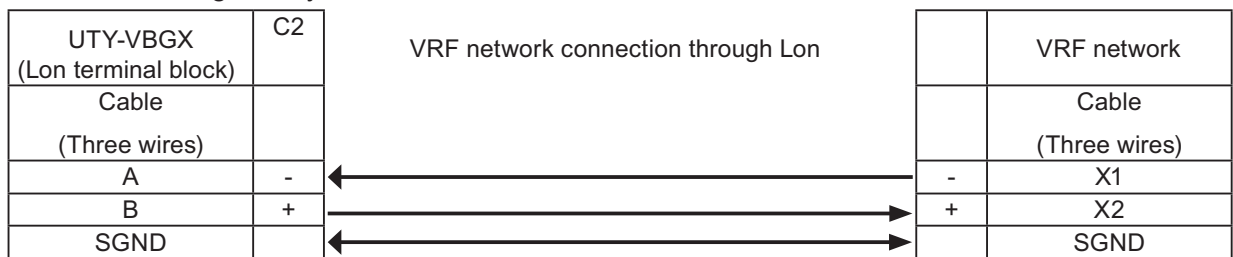 UTY-VBGX C2 VRF network connection through Lon VRF network
(Lon terminal block)
Cable Cable
(Three wires) (Three wires)
A - - X1
B + + X2
SGND SGND